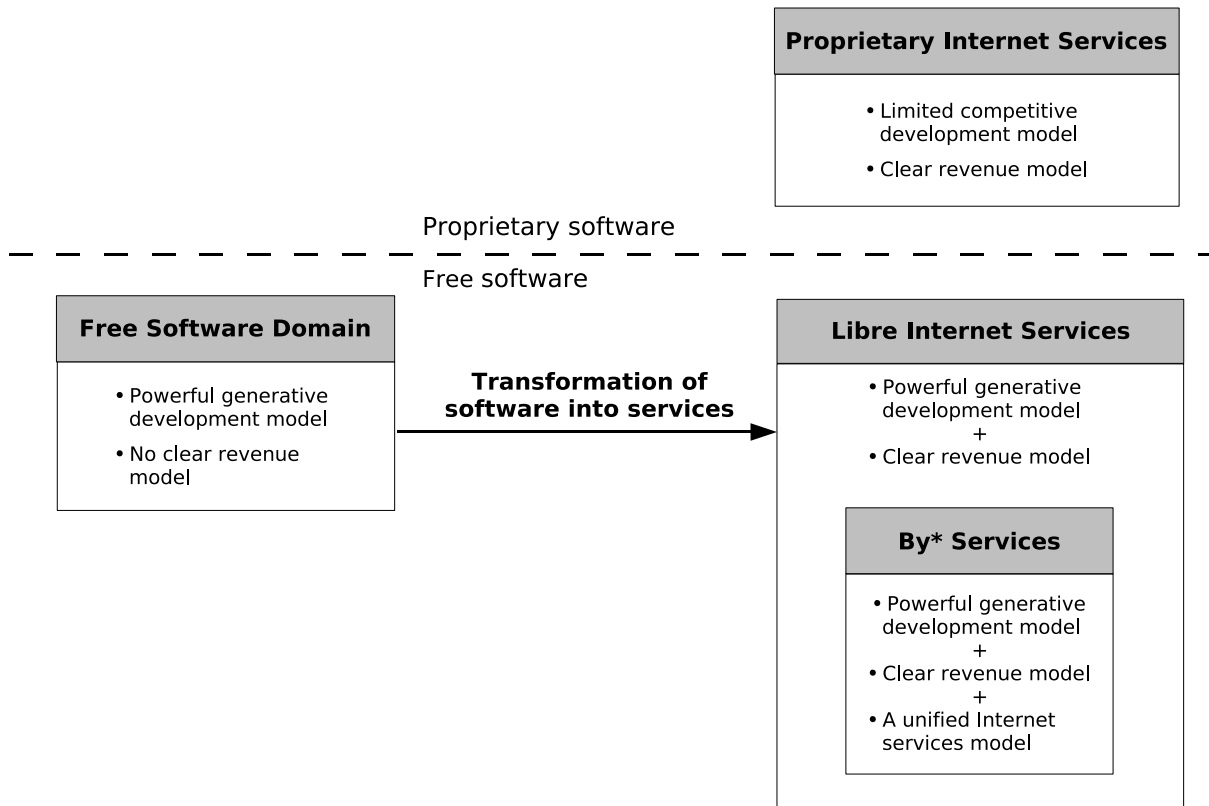 Proprietary Internet Services
• Limited competitive
development model
• Clear revenue model
Proprietary software
Free software
Free Software Domain
• Powerful generative
development model
• No clear revenue
model
Transformation of
software into services
Libre Internet Services
• Powerful generative
development model
+
• Clear revenue model
By* Services
• Powerful generative
development model
+
• Clear revenue model
+
• A unified Internet
services model